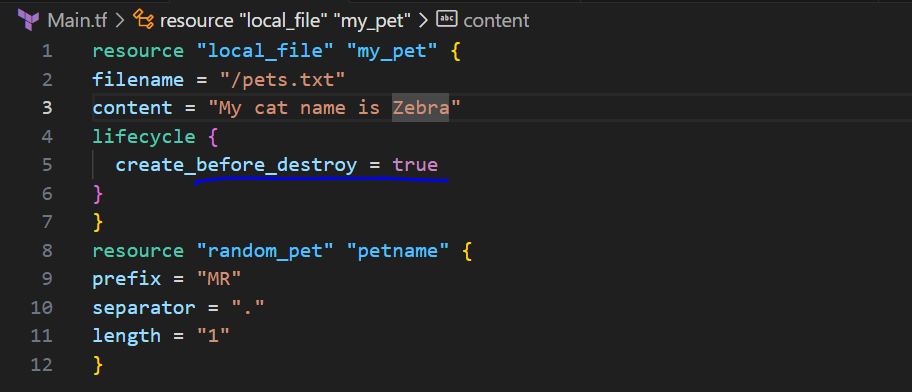 Main.tf > resource "local_file" "my_pet" > abc content
1 resource "local_file" "my_pet" {
2 filename = "/pets.txt"
3 content = "My cat name is Zebra"
4 lifecycle {
5 create_before_destroy = true
6 }
7 }
8 resource "random_pet" "petname" {
9 prefix = "MR"
10 separator = "."
11 length = "1"
12 }